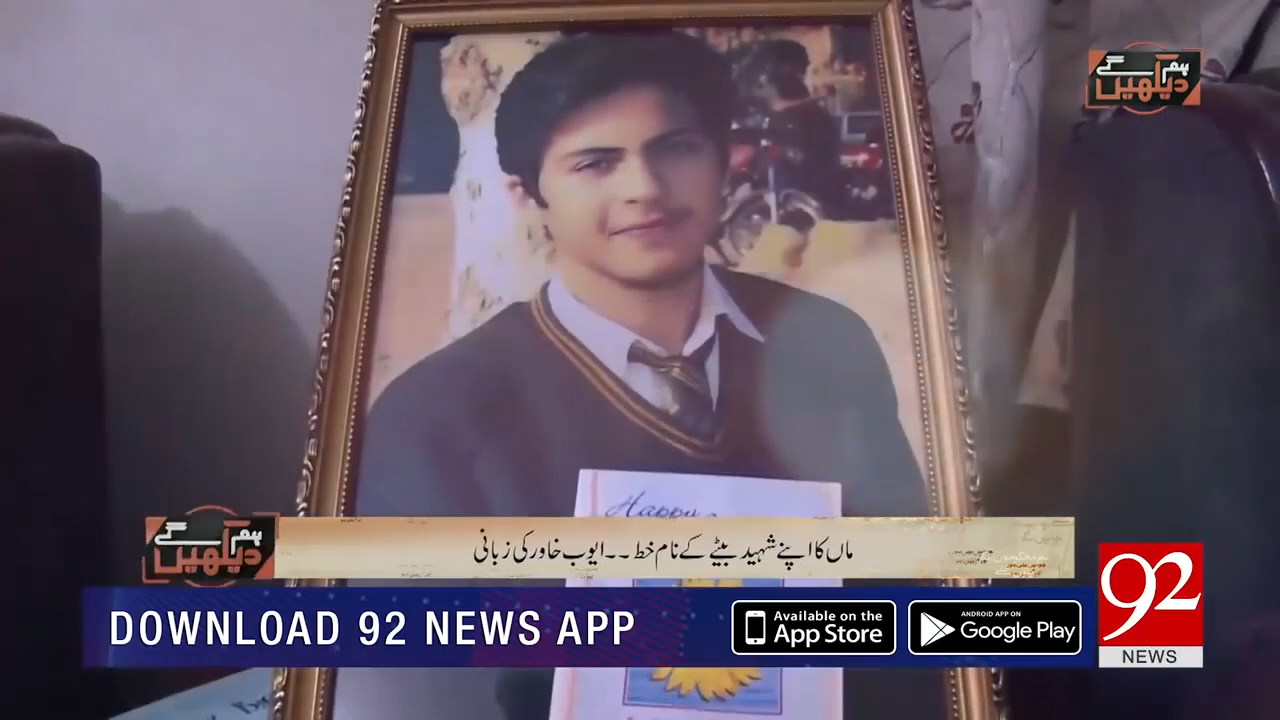 ہم دیکھیں گے
Happy
ہم دیکھیں گے
ماں کا اپنے شہید بیٹے کے نام خط ۔۔ ایوب خاور کی زبانی
DOWNLOAD 92 NEWS APP
Available on the
App Store
ANDROID APP ON
Google Play
92
NEWS